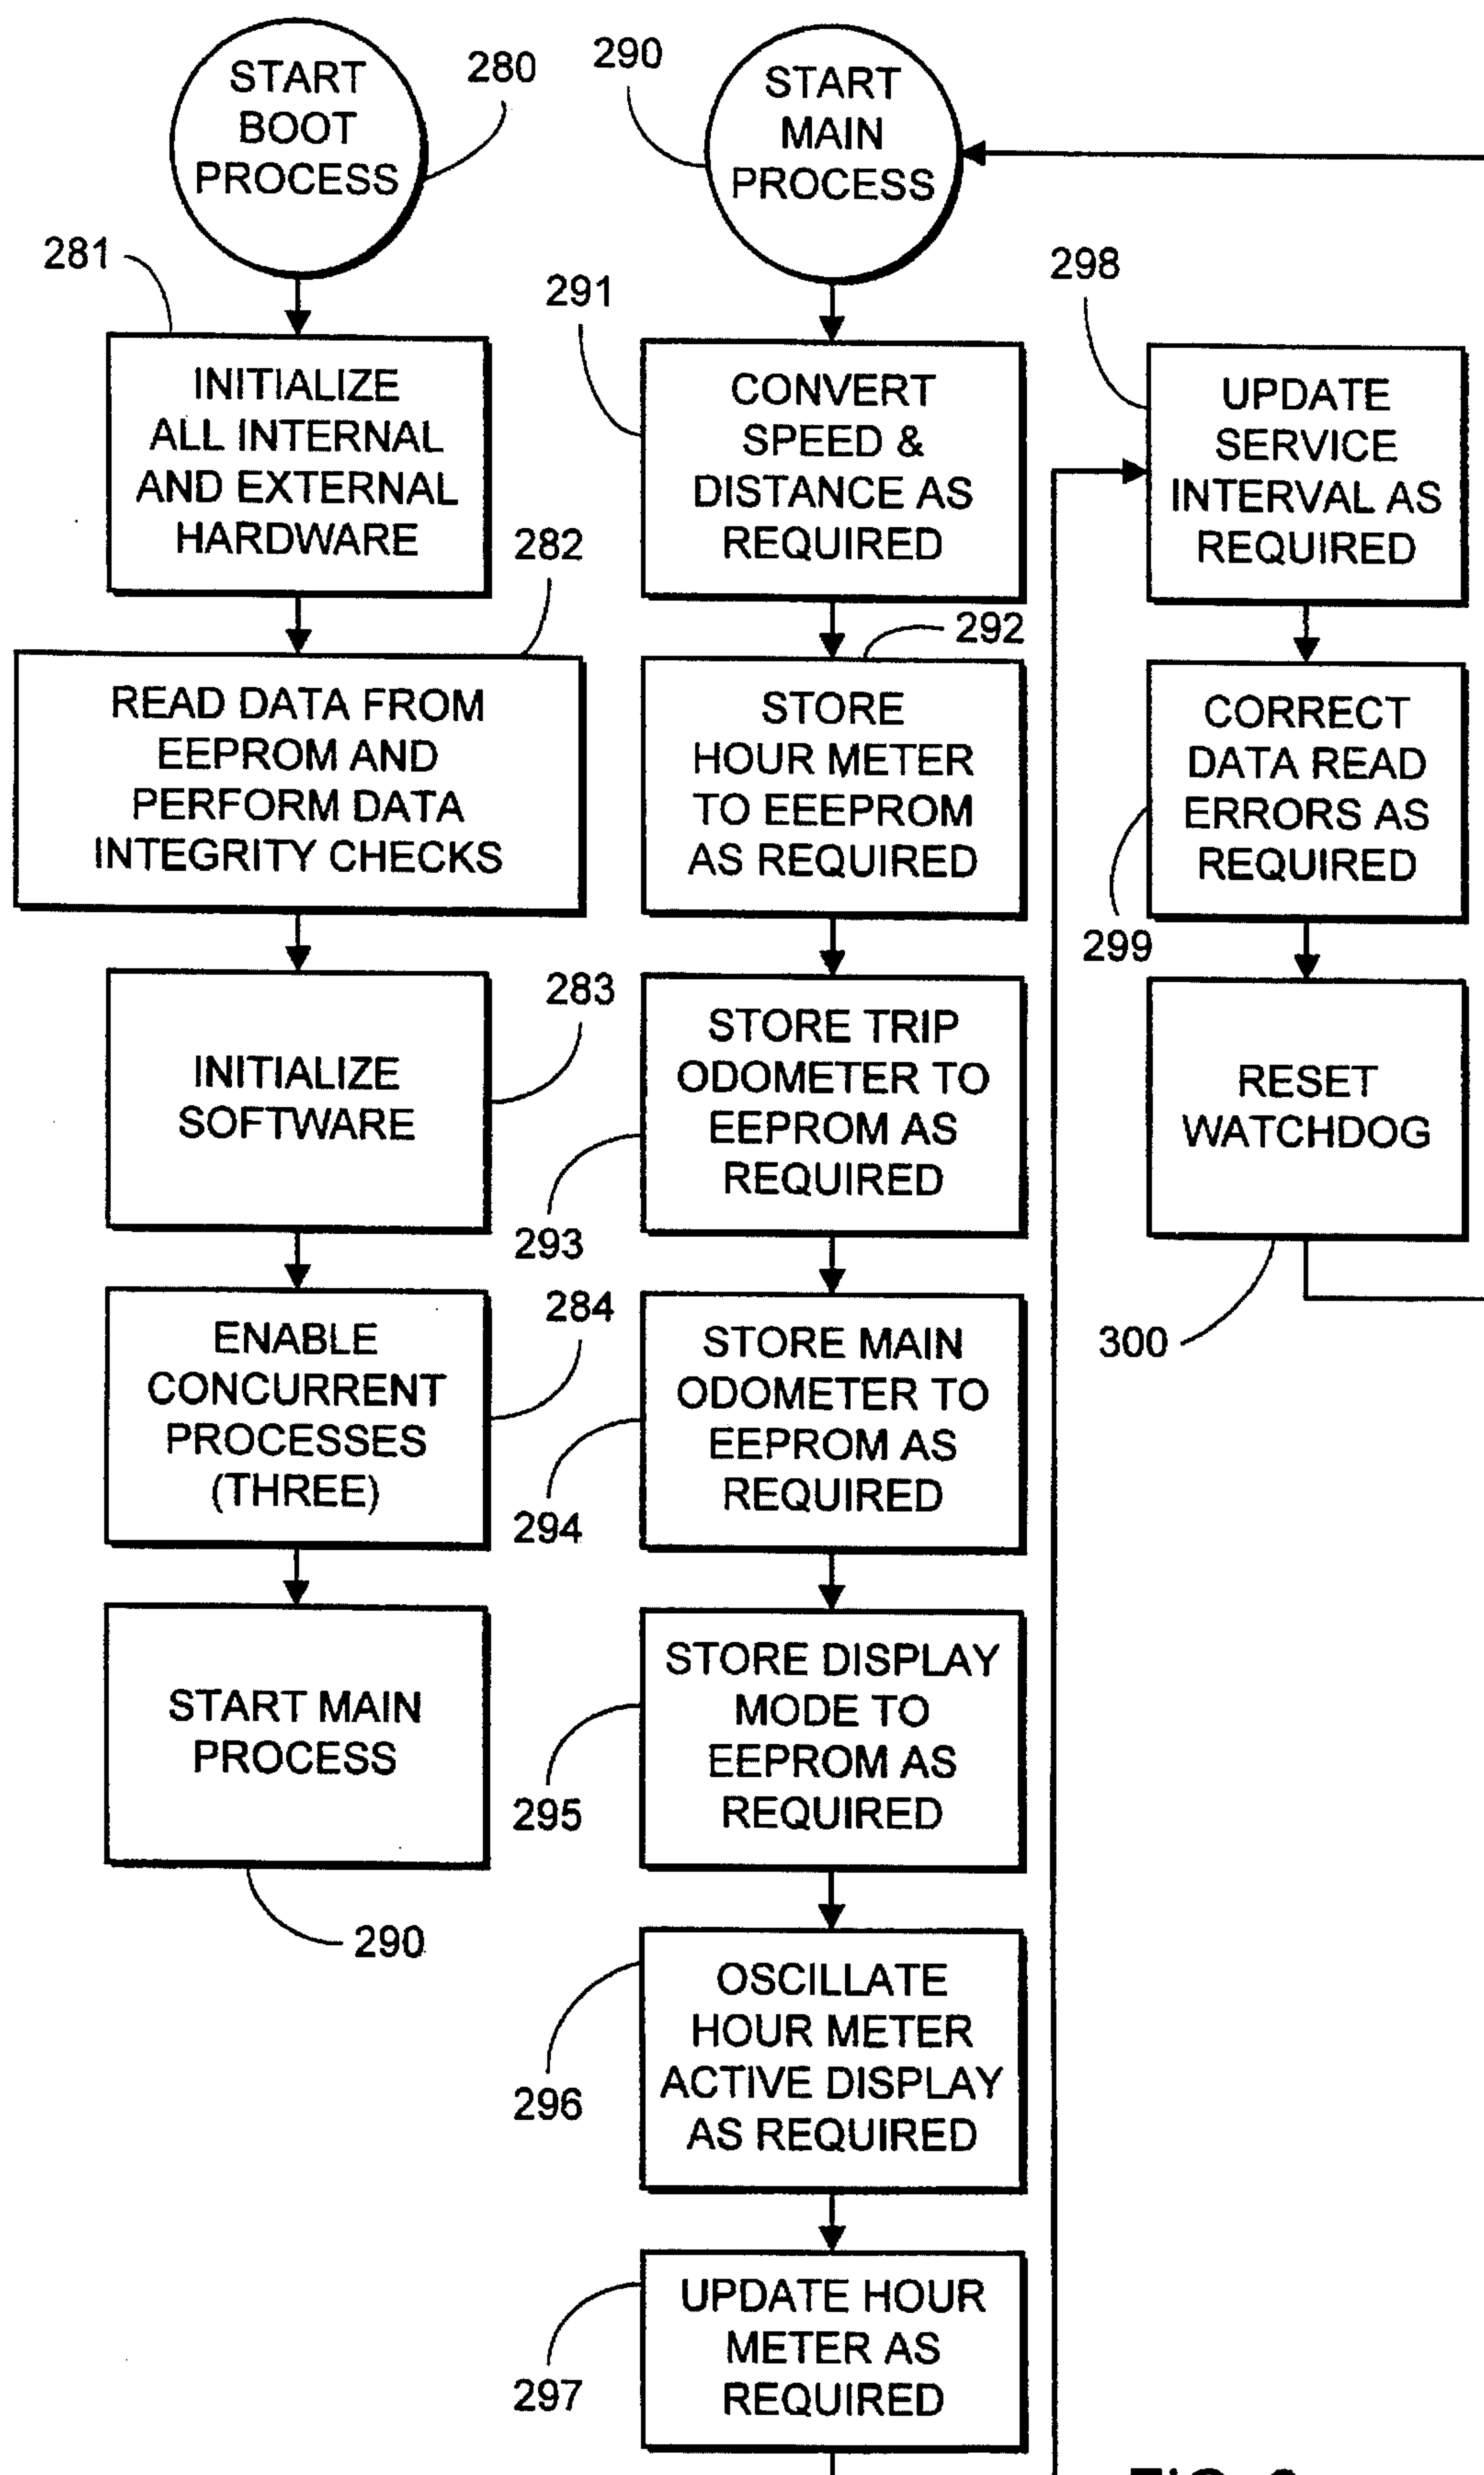 START
BOOT
PROCESS
280
281
INITIALIZE
ALL INTERNAL
AND EXTERNAL
HARDWARE
282
READ DATA FROM
EEPROM AND
PERFORM DATA
INTEGRITY CHECKS
283
INITIALIZE
SOFTWARE
284
ENABLE
CONCURRENT
PROCESSES
(THREE)
START MAIN
PROCESS
290
290
START
MAIN
PROCESS
291
CONVERT
SPEED &
DISTANCE AS
REQUIRED
292
STORE
HOUR METER
TO EEEPROM
AS REQUIRED
STORE TRIP
ODOMETER TO
EEPROM AS
REQUIRED
293
STORE MAIN
ODOMETER TO
EEPROM AS
REQUIRED
294
STORE DISPLAY
MODE TO
EEPROM AS
REQUIRED
295
OSCILLATE
HOUR METER
ACTIVE DISPLAY
AS REQUIRED
296
UPDATE HOUR
METER AS
REQUIRED
297
298
UPDATE
SERVICE
INTERVAL AS
REQUIRED
CORRECT
DATA READ
ERRORS AS
REQUIRED
299
RESET
WATCHDOG
300